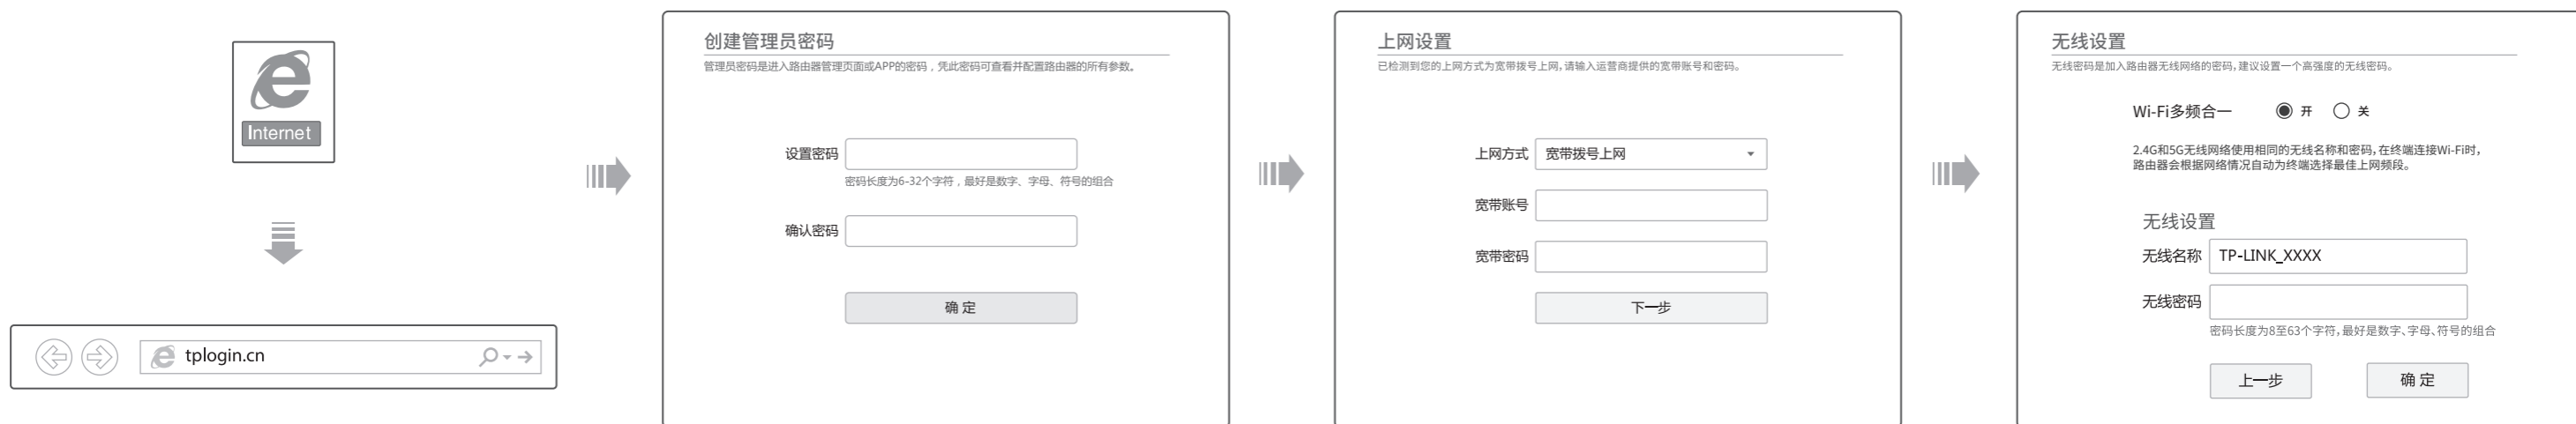 Internet
tplogin.cn
创建管理员密码
管理员密码是进入路由器管理页面或APP的密码，凭此密码可查看并配置路由器的所有参数。
设置密码
密码长度为6-32个字符，最好是数字、字母、符号的组合
确认密码
确 定
上网设置
已检测到您的上网方式为宽带拨号上网，请输入运营商提供的宽带账号和密码。
上网方式 宽带拨号上网
宽带账号
宽带密码
下一步
无线设置
无线密码是加入路由器无线网络的密码，建议设置一个高强度的无线密码。
Wi-Fi多频合一 开 关
2.4G和5G无线网络使用相同的无线名称和密码，在终端连接Wi-Fi时，
路由器会根据网络情况自动为终端选择最佳上网频段。
无线设置
无线名称 TP-LINK_XXXX
无线密码
密码长度为8至63个字符，最好是数字、字母、符号的组合
上一步 确 定